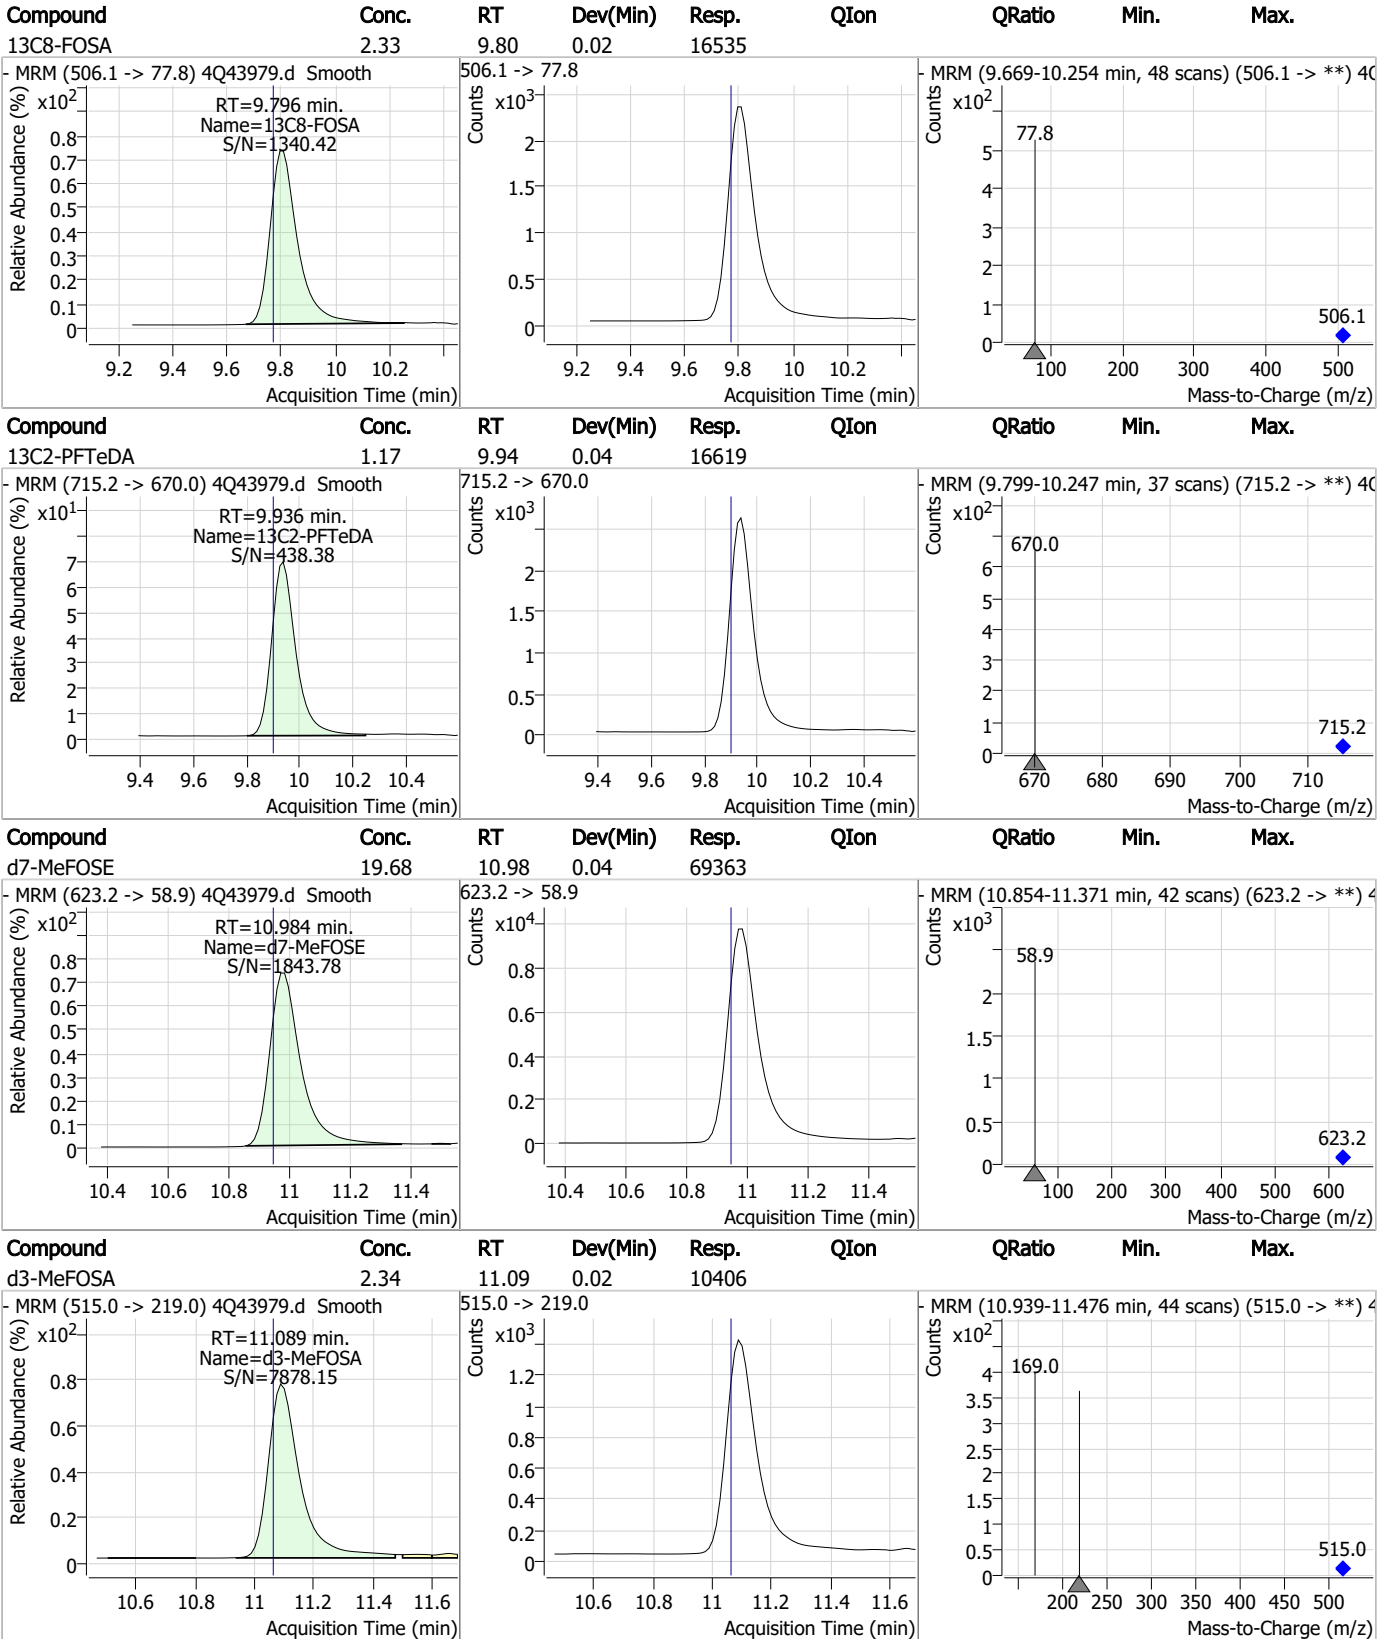 Compound Conc. RT Dev(Min) Resp. QIon QRatio Min. Max.
13C8-FOSA 2.33 9.80 0.02 16535
- MRM (506.1 -> 77.8) 4Q43979.d Smooth
506.1 -> 77.8
- MRM (9.669-10.254 min, 48 scans) (506.1 -> **) 4Q
Relative Abundance (%)
x10²
RT=9.796 min.
Name=13C8-FOSA
S/N=1340.42
0.8
0.7
0.6
0.5
0.4
0.3
0.2
0.1
0
9.2 9.4 9.6 9.8 10 10.2
Acquisition Time (min)
Counts
x10³
2
1.5
1
0.5
0
9.2 9.4 9.6 9.8 10 10.2
Acquisition Time (min)
Counts
x10²
77.8
5
4
3
2
1
0
506.1
100 200 300 400 500
Mass-to-Charge (m/z)
Compound Conc. RT Dev(Min) Resp. QIon QRatio Min. Max.
13C2-PFTeDA 1.17 9.94 0.04 16619
- MRM (715.2 -> 670.0) 4Q43979.d Smooth
715.2 -> 670.0
- MRM (9.799-10.247 min, 37 scans) (715.2 -> **) 4Q
Relative Abundance (%)
x10¹
RT=9.936 min.
Name=13C2-PFTeDA
S/N=438.38
7
6
5
4
3
2
1
0
9.4 9.6 9.8 10 10.2 10.4
Acquisition Time (min)
Counts
x10³
2
1.5
1
0.5
0
9.4 9.6 9.8 10 10.2 10.4
Acquisition Time (min)
Counts
x10²
670.0
6
5
4
3
2
1
0
715.2
670 680 690 700 710
Mass-to-Charge (m/z)
Compound Conc. RT Dev(Min) Resp. QIon QRatio Min. Max.
d7-MeFOSE 19.68 10.98 0.04 69363
- MRM (623.2 -> 58.9) 4Q43979.d Smooth
623.2 -> 58.9
- MRM (10.854-11.371 min, 42 scans) (623.2 -> **) 4
Relative Abundance (%)
x10²
RT=10.984 min.
Name=d7-MeFOSE
S/N=1843.78
0.8
0.7
0.6
0.5
0.4
0.3
0.2
0.1
0
10.4 10.6 10.8 11 11.2 11.4
Acquisition Time (min)
Counts
x10⁴
0.8
0.6
0.4
0.2
0
10.4 10.6 10.8 11 11.2 11.4
Acquisition Time (min)
Counts
x10³
58.9
2
1.5
1
0.5
0
623.2
100 200 300 400 500 600
Mass-to-Charge (m/z)
Compound Conc. RT Dev(Min) Resp. QIon QRatio Min. Max.
d3-MeFOSA 2.34 11.09 0.02 10406
- MRM (515.0 -> 219.0) 4Q43979.d Smooth
515.0 -> 219.0
- MRM (10.939-11.476 min, 44 scans) (515.0 -> **) 4
Relative Abundance (%)
x10²
RT=11.089 min.
Name=d3-MeFOSA
S/N=7878.15
0.8
0.6
0.4
0.2
0
10.6 10.8 11 11.2 11.4 11.6
Acquisition Time (min)
Counts
x10³
1.2
1
0.8
0.6
0.4
0.2
0
10.6 10.8 11 11.2 11.4 11.6
Acquisition Time (min)
Counts
x10²
169.0
4
3.5
3
2.5
2
1.5
1
0.5
0
515.0
200 250 300 350 400 450 500
Mass-to-Charge (m/z)